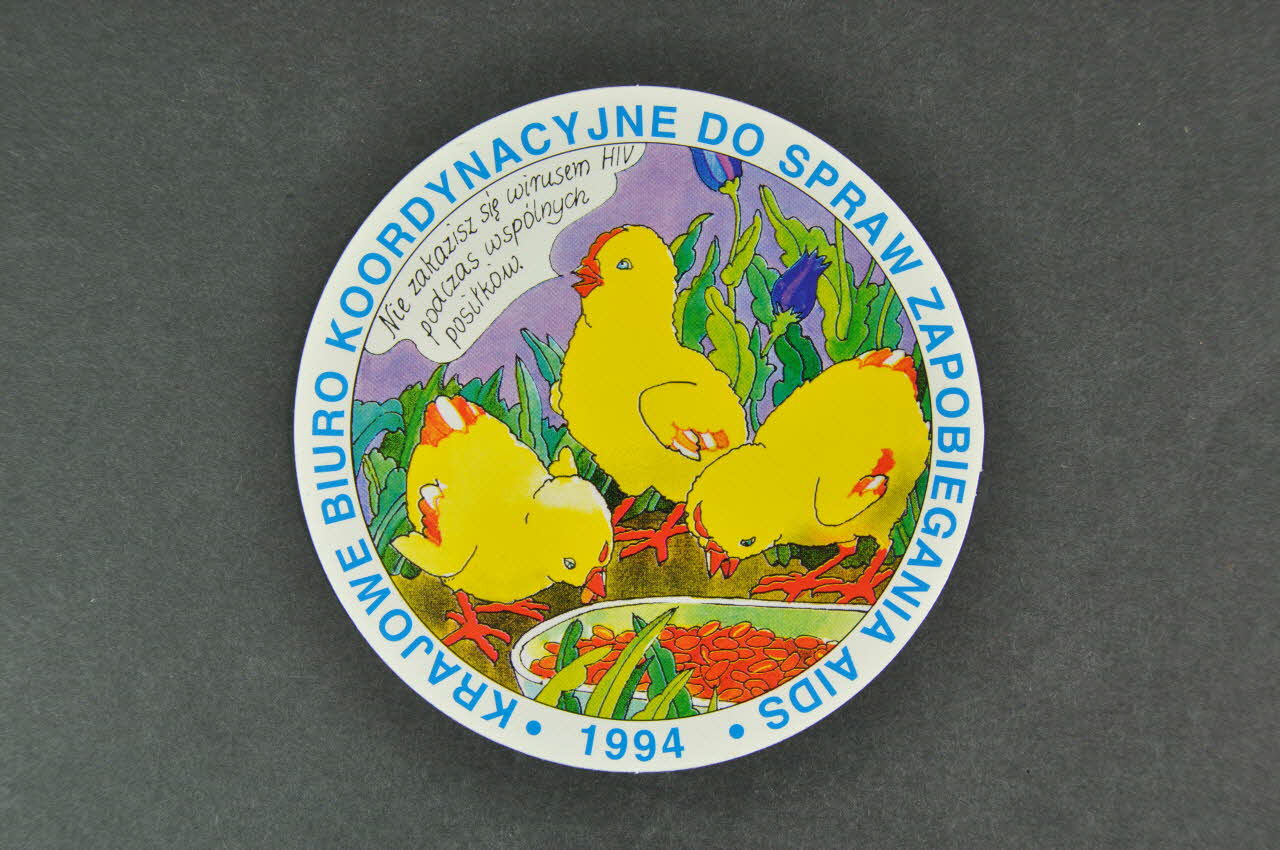 KRAJOWE BIURO KOORDYNACYJNE DO SPRAW ZAPOBIEGANIA AIDS
• 1994 •
Nie zakazisz się wirusem HIV
podczas wspólnych
posiłków.